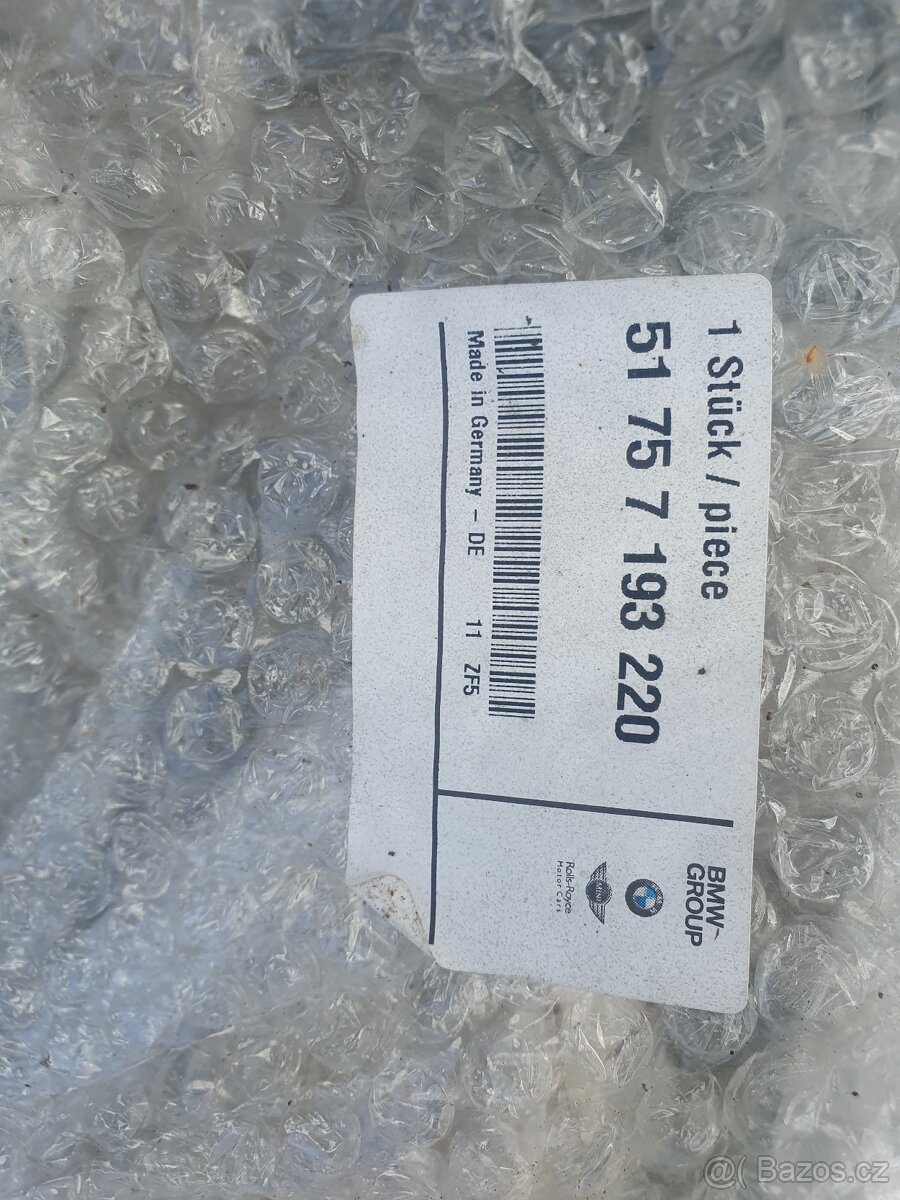 1 Stück / piece
51 75 7 193 220
Made in Germany - DE 11 ZF5
BMW
GROUP
MINI
Rolls-Royce
Motor Cars
@( Bazos.cz